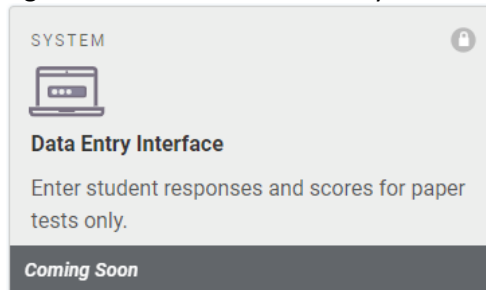 SYSTEM
Data Entry Interface
Enter student responses and scores for paper
tests only.
Coming Soon